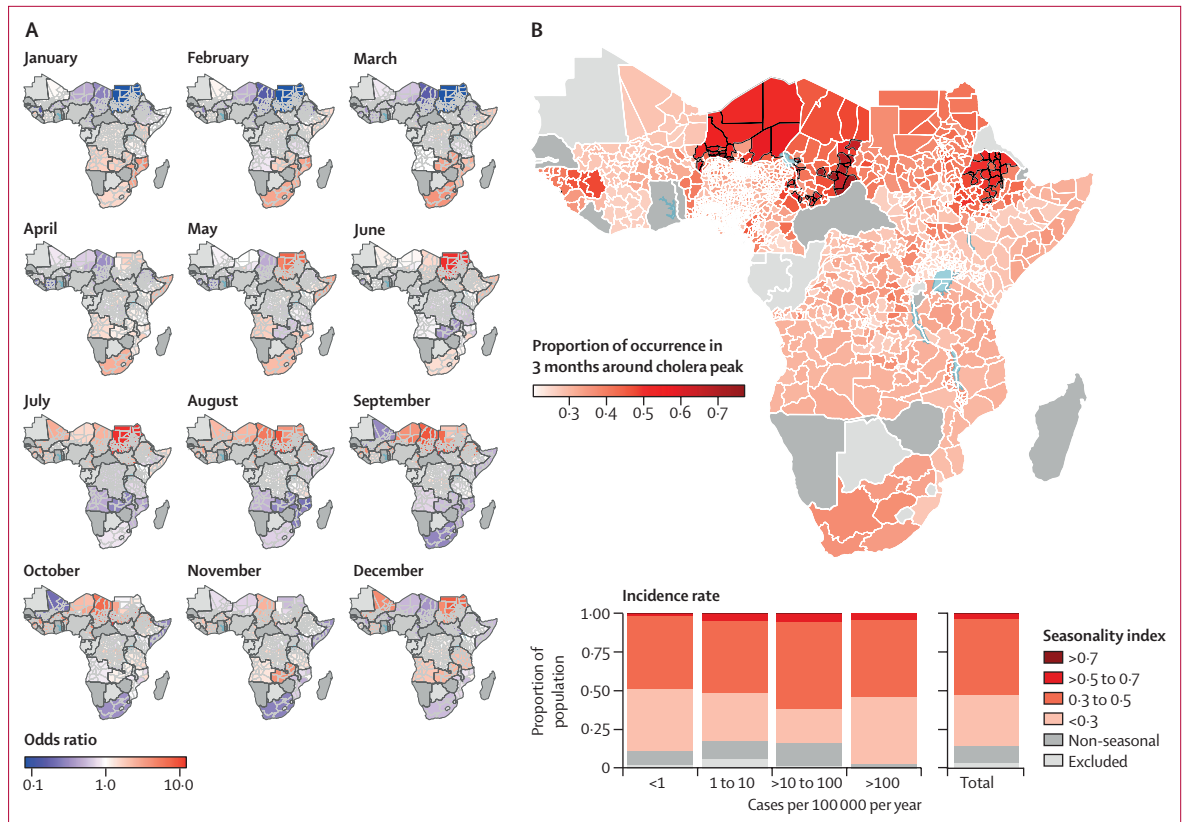 A
January
February
March
April
May
June
July
August
September
October
November
December
Odds ratio
0·1
1·0
10·0
B
Proportion of occurrence in
3 months around cholera peak
0·3
0·4
0·5
0·6
0·7
Incidence rate
1·00
0·75
0·50
0·25
0
Proportion of
population
<1
1 to 10
>10 to 100
>100
Total
Cases per 100 000 per year
Seasonality index
>0·7
>0·5 to 0·7
0·3 to 0·5
<0·3
Non-seasonal
Excluded